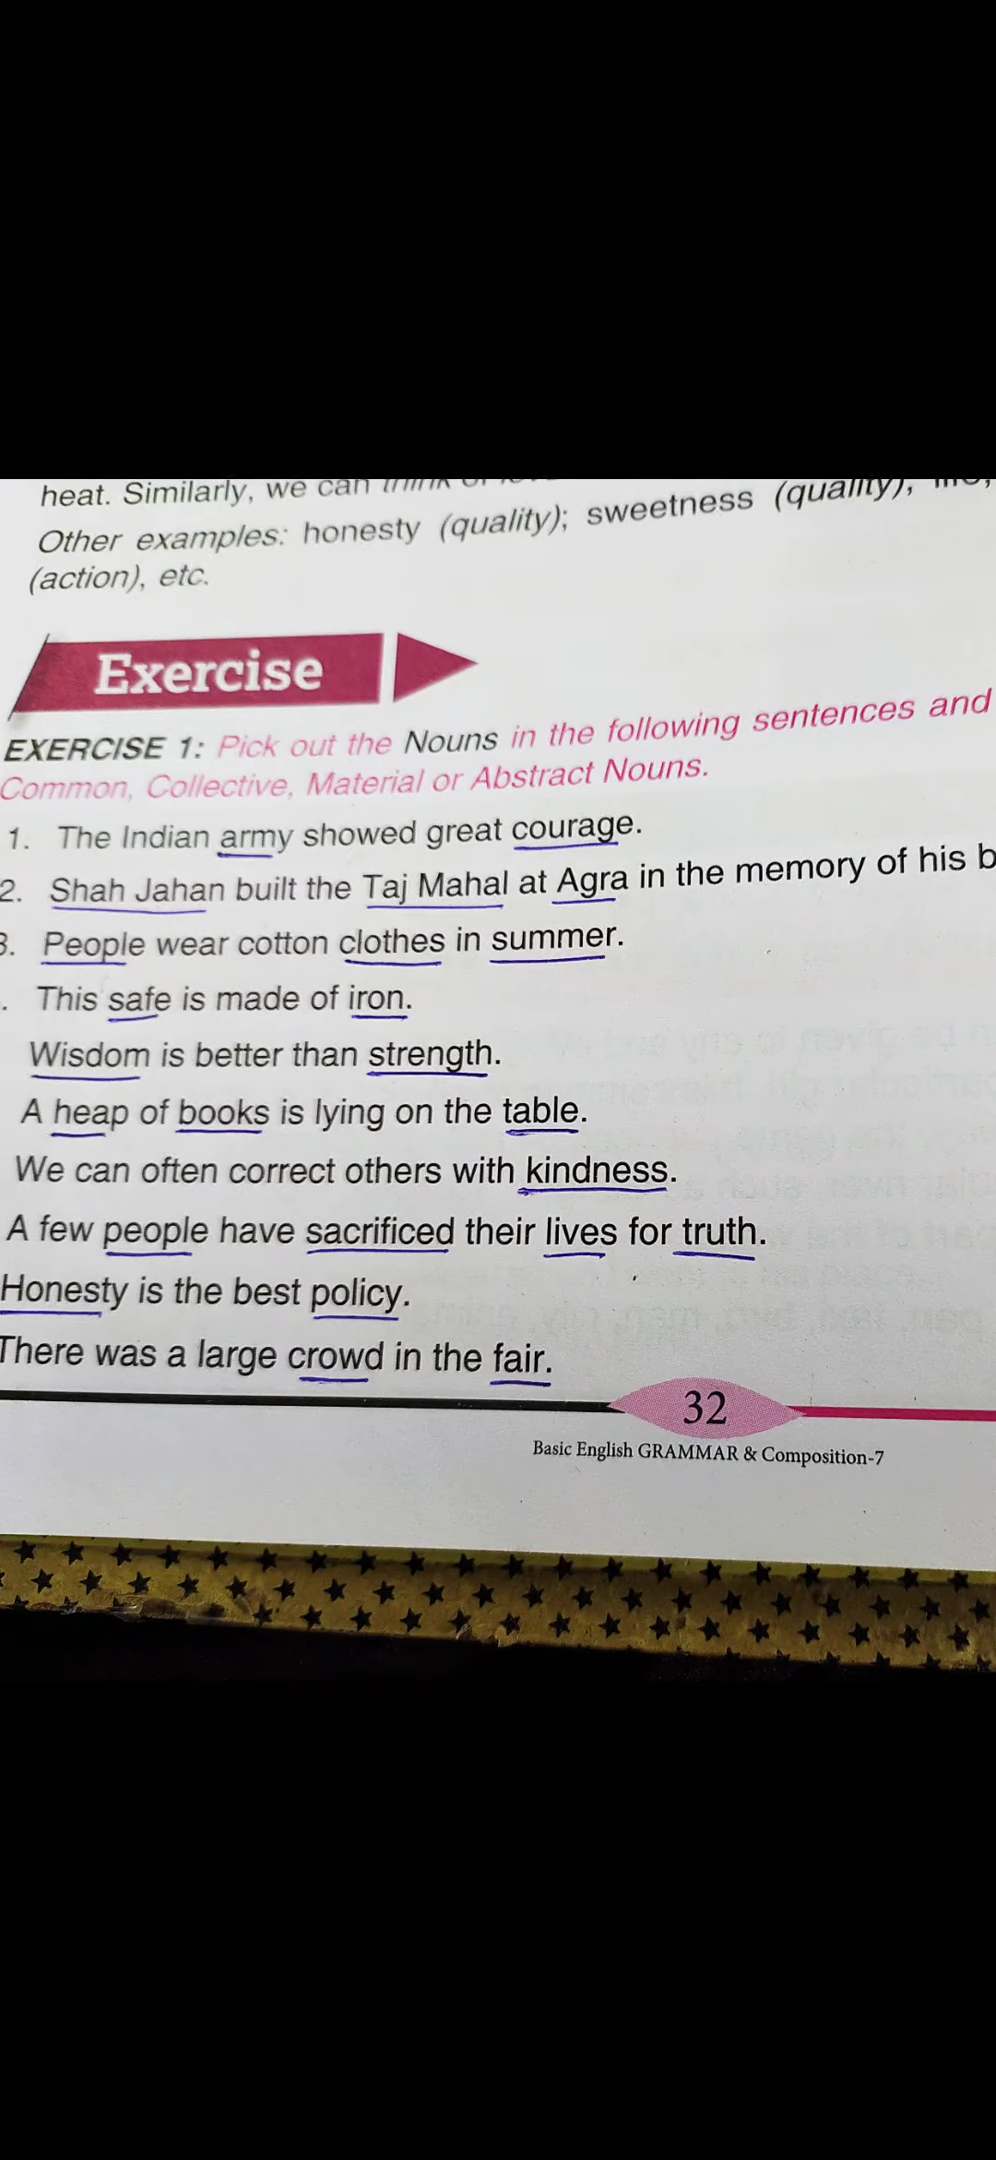 heat. Similarly, we can think of
Other examples: honesty (quality); sweetness (quality),
(action), etc.
Exercise
EXERCISE 1: Pick out the Nouns in the following sentences and
Common, Collective, Material or Abstract Nouns.
1. The Indian army showed great courage.
2. Shah Jahan built the Taj Mahal at Agra in the memory of his b
3. People wear cotton clothes in summer.
. This safe is made of iron.
Wisdom is better than strength.
A heap of books is lying on the table.
We can often correct others with kindness.
A few people have sacrificed their lives for truth.
Honesty is the best policy.
There was a large crowd in the fair.
32
Basic English GRAMMAR & Composition-7